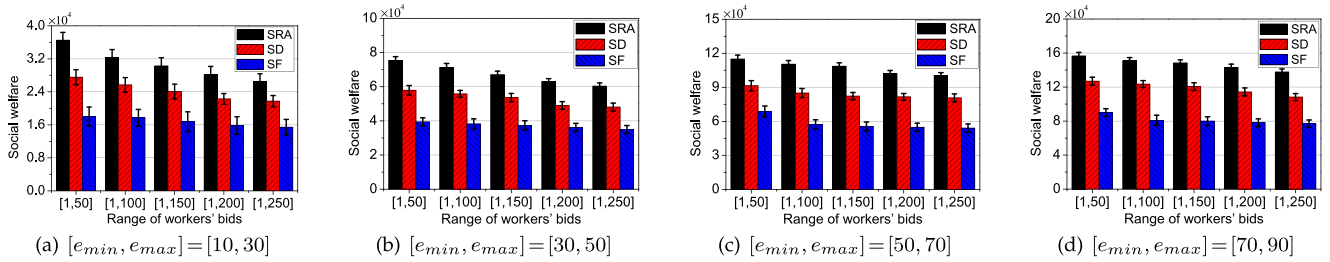 ×10⁴
4.0
3.2
2.4
1.6
0.8
0.0
Social welfare
SRA
SD
SF
[1,50] [1,100] [1,150] [1,200] [1,250]
Range of workers' bids
(a) [e_min, e_max]=[10, 30]
×10⁴
10
8
6
4
2
0
Social welfare
SRA
SD
SF
[1,50] [1,100] [1,150] [1,200] [1,250]
Range of workers' bids
(b) [e_min, e_max]=[30, 50]
×10⁴
15
12
9
6
3
0
Social welfare
SRA
SD
SF
[1,50] [1,100] [1,150] [1,200] [1,250]
Range of workers' bids
(c) [e_min, e_max]=[50, 70]
×10⁴
20
16
12
8
4
0
Social welfare
SRA
SD
SF
[1,50] [1,100] [1,150] [1,200] [1,250]
Range of workers' bids
(d) [e_min, e_max]=[70, 90]